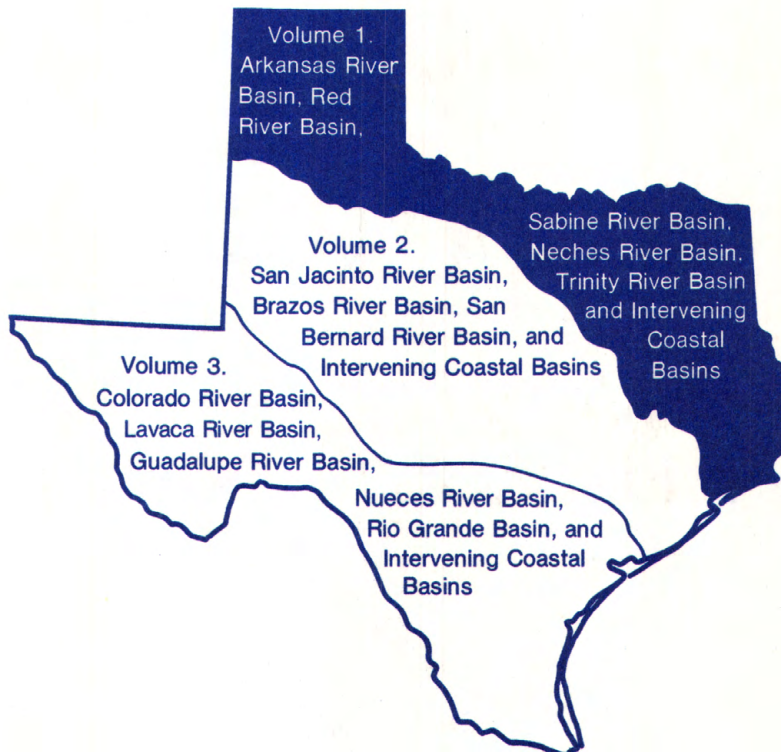 Volume 1.
Arkansas River
Basin, Red
River Basin,
Sabine River Basin,
Neches River Basin,
Trinity River Basin
and Intervening
Coastal
Basins
Volume 2.
San Jacinto River Basin,
Brazos River Basin, San
Bernard River Basin, and
Intervening Coastal Basins
Volume 3.
Colorado River Basin,
Lavaca River Basin,
Guadalupe River Basin,
Nueces River Basin,
Rio Grande Basin, and
Intervening Coastal
Basins